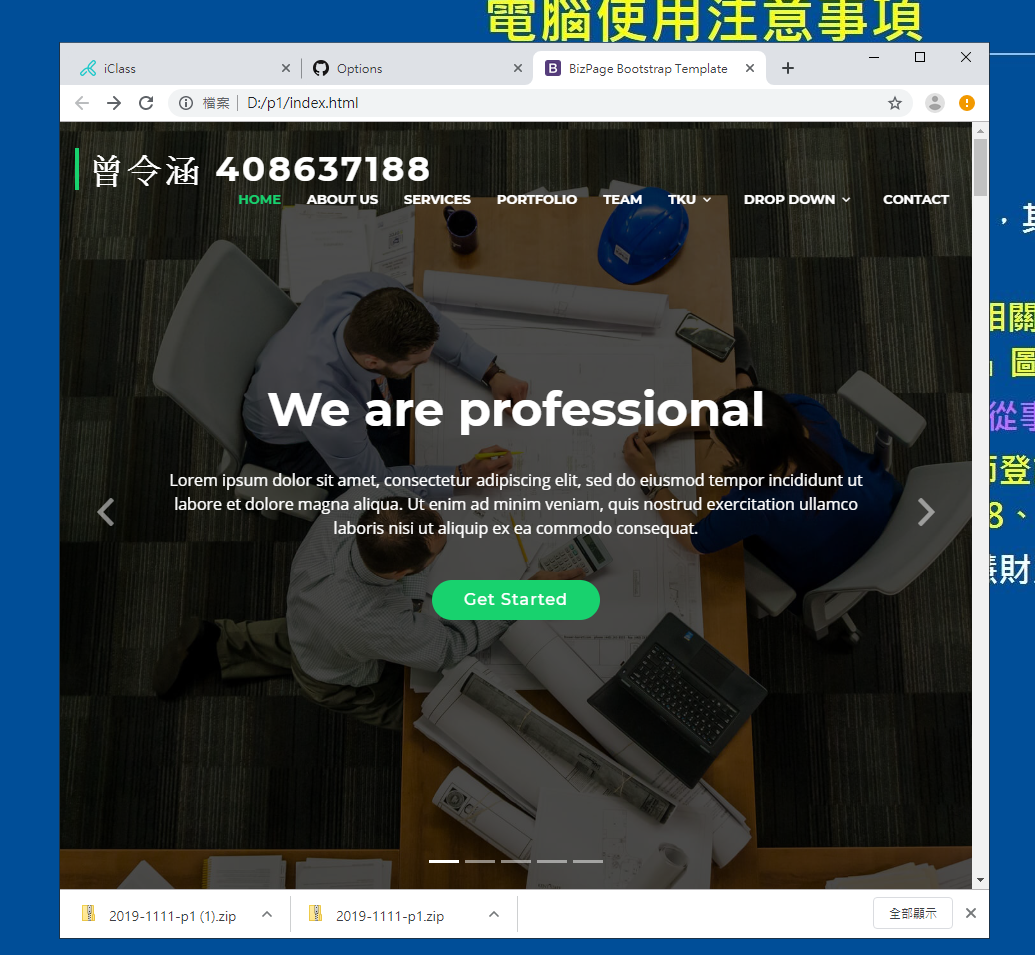 電腦使用注意事項
iClass
Options
BizPage Bootstrap Template
檔案 D:/p1/index.html
曾令涵 408637188
HOME ABOUT US SERVICES PORTFOLIO TEAM TKU DROP DOWN CONTACT
，其
相關
圖
從事
We are professional
而登
Lorem ipsum dolor sit amet, consectetur adipiscing elit, sed do eiusmod tempor incididunt ut
labore et dolore magna aliqua. Ut enim ad minim veniam, quis nostrud exercitation ullamco
8、
laboris nisi ut aliquip ex ea commodo consequat.
慧財
Get Started
2019-1111-p1 (1).zip
2019-1111-p1.zip
全部顯示